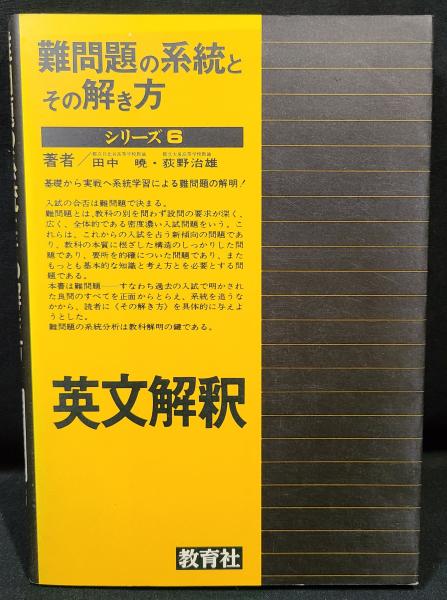 難問題の系統と
その解き方
シリーズ6
著者/田中 曉・荻野治雄
基礎から実戦へ系統学習による難問題の解明!
入試の合否は難問題で決まる。
難問題とは、教科の別を問わず設問の要求が深く、
広く、全体的である密度濃い入試問題をいう。こ
れらは、これからの入試を占う新傾向の問題であ
り、教科の本質に根ざした構造のしっかりした問
題であり、要所を的確についた問題であり、また
もっとも基本的な知識と考え方とを必要とする問
題である。
本書は難問題——すなわち過去の入試で明かされ
た良問のすべてを正面からとらえ、系統を追うな
かから、読者に〈その解き方〉を具体的に与えよ
うとした。
難問題の系統分析は教科解明の鍵である。
英文解釈
教育社